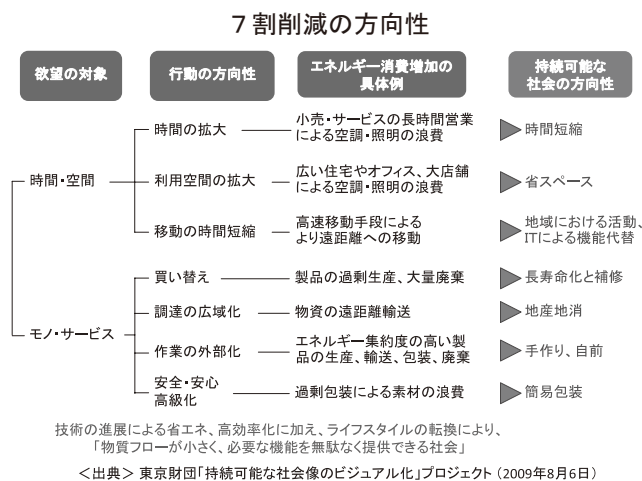 7割削減の方向性
欲望の対象
行動の方向性
エネルギー消費増加の
具体例
持続可能な
社会の方向性
時間・空間
時間の拡大
小売・サービスの長時間営業
による空調・照明の浪費
時間短縮
利用空間の拡大
広い住宅やオフィス、大店舗
による空調・照明の浪費
省スペース
移動の時間短縮
高速移動手段による
より遠距離への移動
地域における活動、
ITによる機能代替
モノ・サービス
買い替え
製品の過剰生産、大量廃棄
長寿命化と補修
調達の広域化
物資の遠距離輸送
地産地消
作業の外部化
エネルギー集約度の高い製
品の生産、輸送、包装、廃棄
手作り、自前
安全・安心
高級化
過剰包装による素材の浪費
簡易包装
技術の進展による省エネ、高効率化に加え、ライフスタイルの転換により、
「物質フローが小さく、必要な機能を無駄なく提供できる社会」
＜出典＞ 東京財団「持続可能な社会像のビジュアル化」プロジェクト（2009年8月6日）